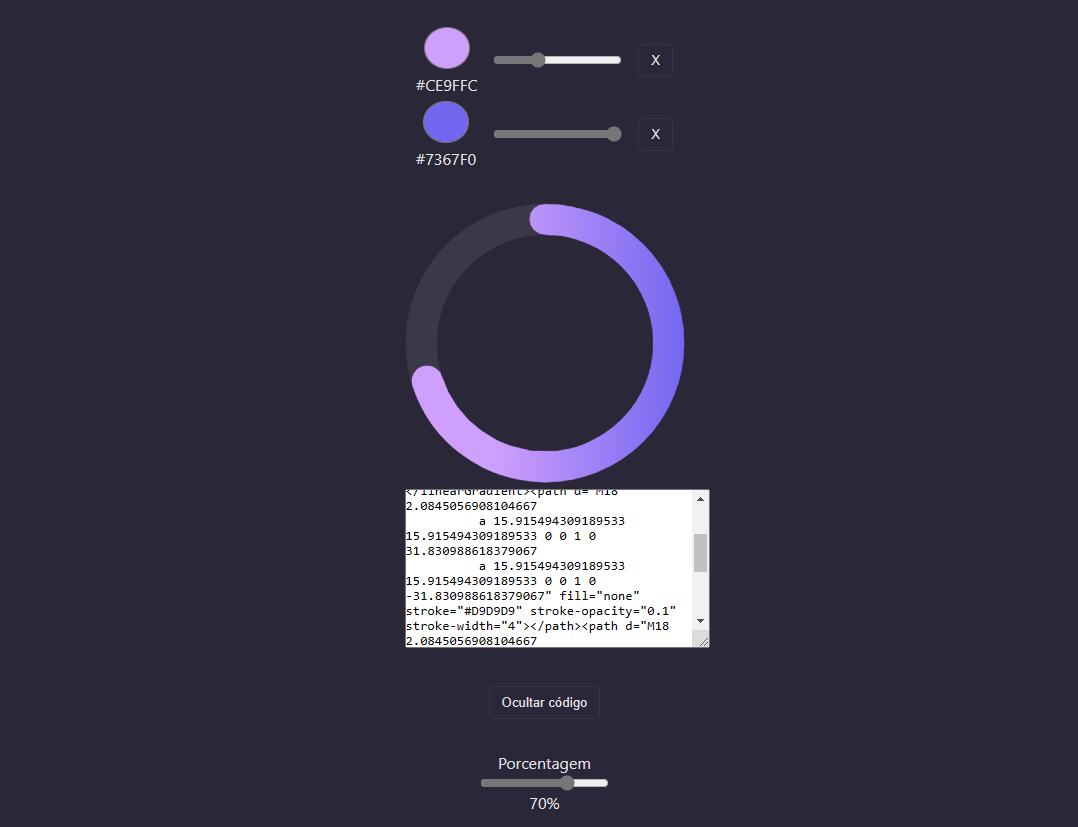 #CE9FFC
X
#7367F0
X
</linearGradient><path d="M18
2.0845056908104667
a 15.915494309189533
15.915494309189533 0 0 1 0
31.830988618379067
a 15.915494309189533
15.915494309189533 0 0 1 0
-31.830988618379067" fill="none"
stroke="#D9D9D9" stroke-opacity="0.1"
stroke-width="4"></path><path d="M18
2.0845056908104667
Ocultar código
Porcentagem
70%